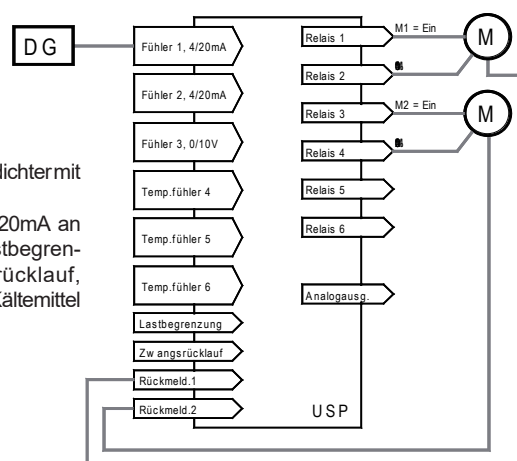 DG
Fühler 1, 4/20mA
Fühler 2, 4/20mA
Fühler 3, 0/10V
Temp.fühler 4
Temp.fühler 5
Temp.fühler 6
Lastbegrenzung
Zw angsrücklauf
Rückmeld.1
Rückmeld.2
Relais 1
Relais 2
Relais 3
Relais 4
Relais 5
Relais 6
Analogausg.
USP
M1 = Ein
M
M2 = Ein
M
dichtermit
20mA an
stbegren-
rücklauf,
Kältemittel